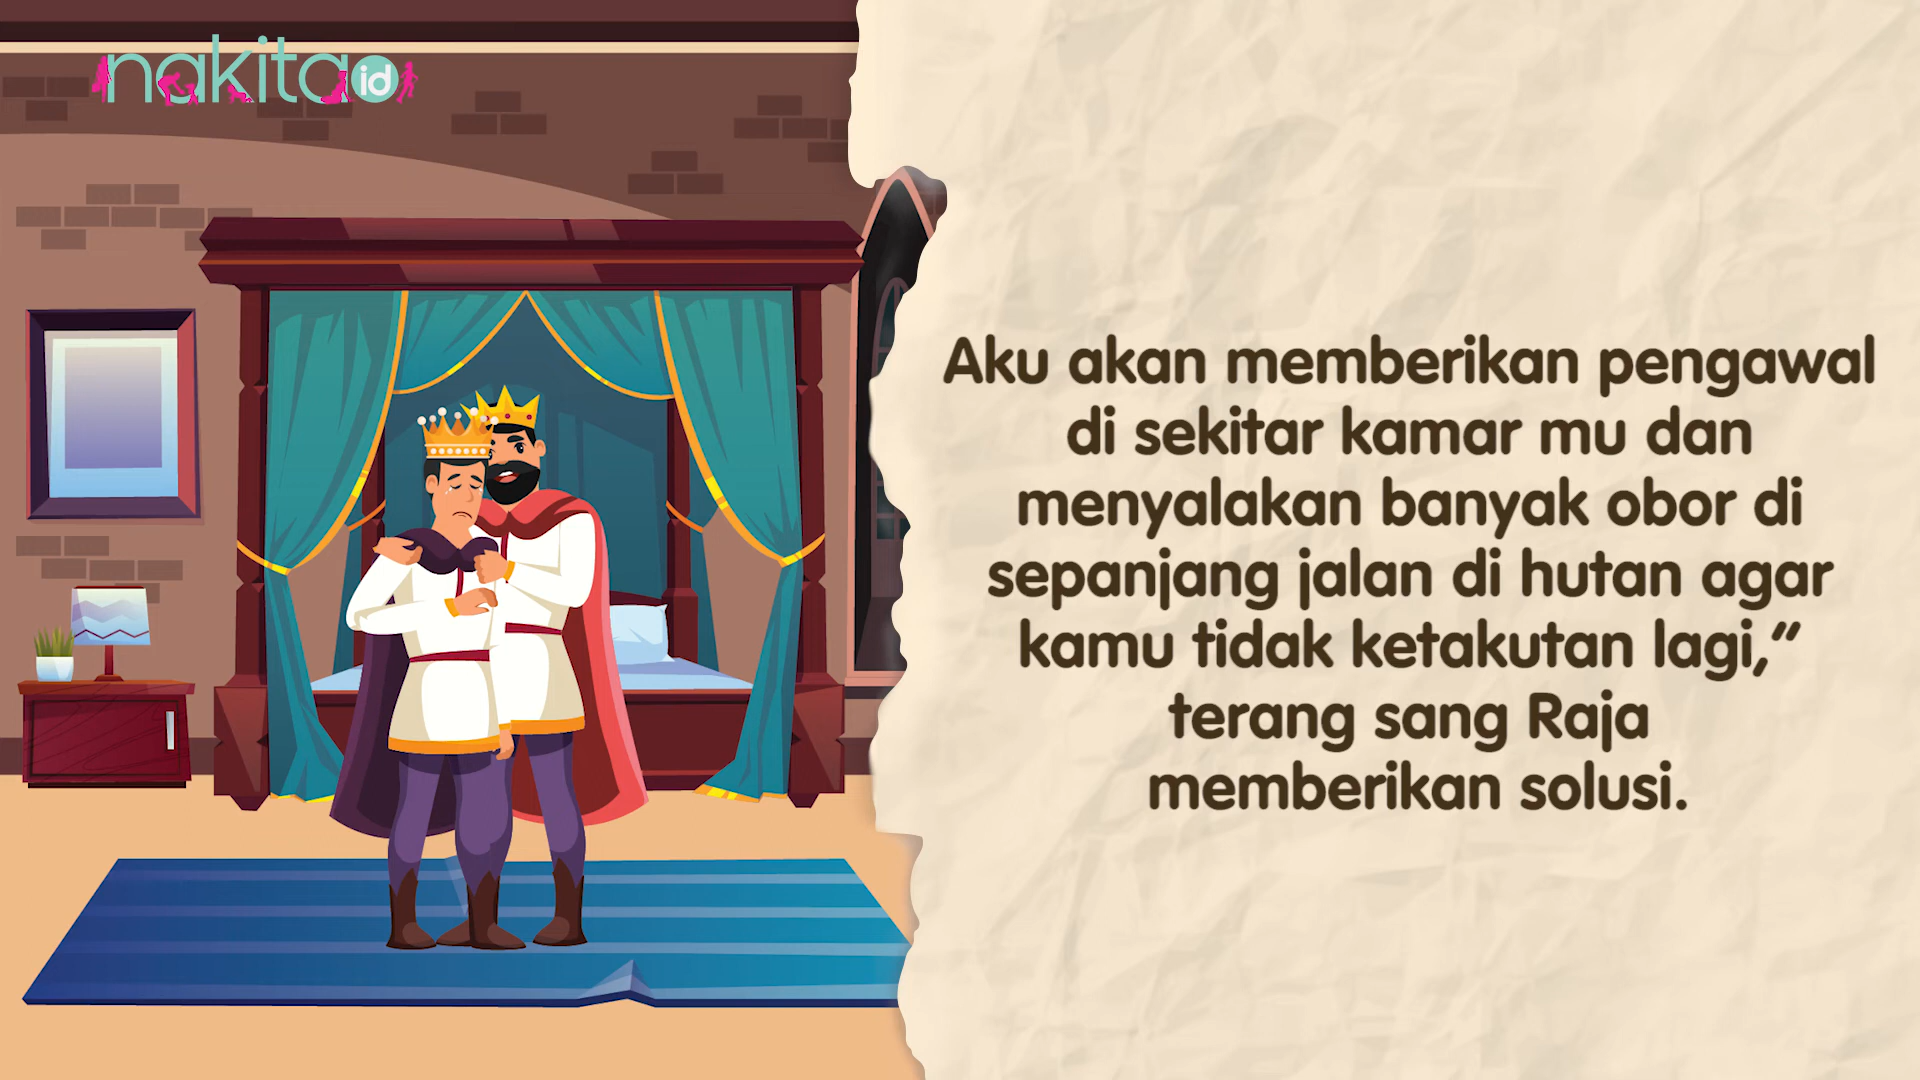 nakita id
Aku akan memberikan pengawal
di sekitar kamar mu dan
menyalakan banyak obor di
sepanjang jalan di hutan agar
kamu tidak ketakutan lagi,”
terang sang Raja
memberikan solusi.